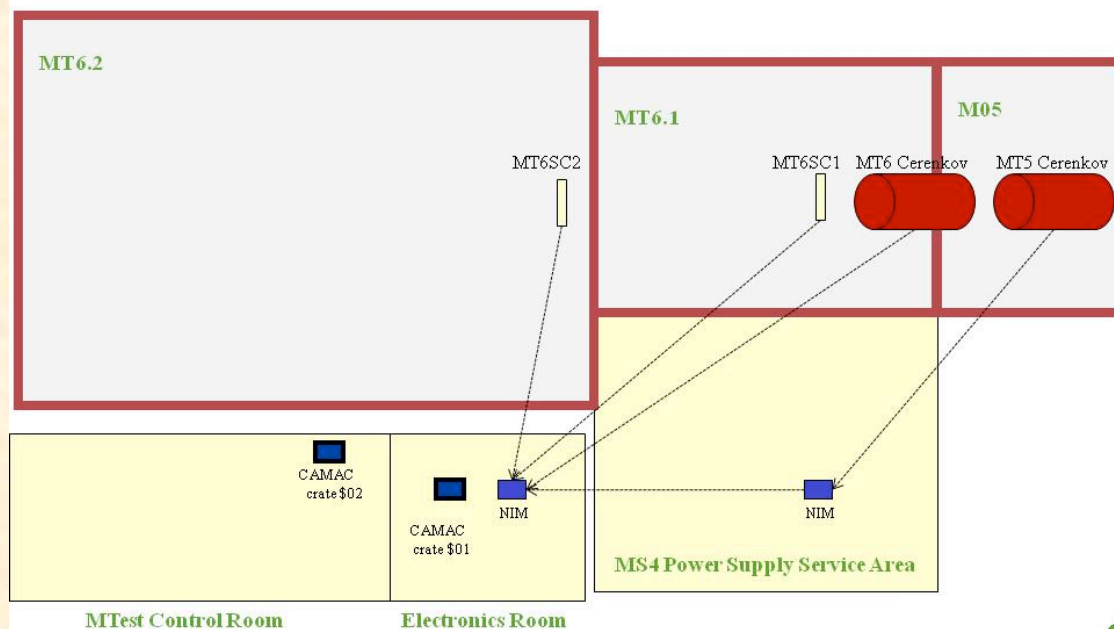 MT6.2
MT6.1
M05
MT6SC2
MT6SC1
MT6 Cerenkov
MT5 Cerenkov
CAMAC
crate $02
CAMAC
crate $01
NIM
NIM
MS4 Power Supply Service Area
MTest Control Room
Electronics Room